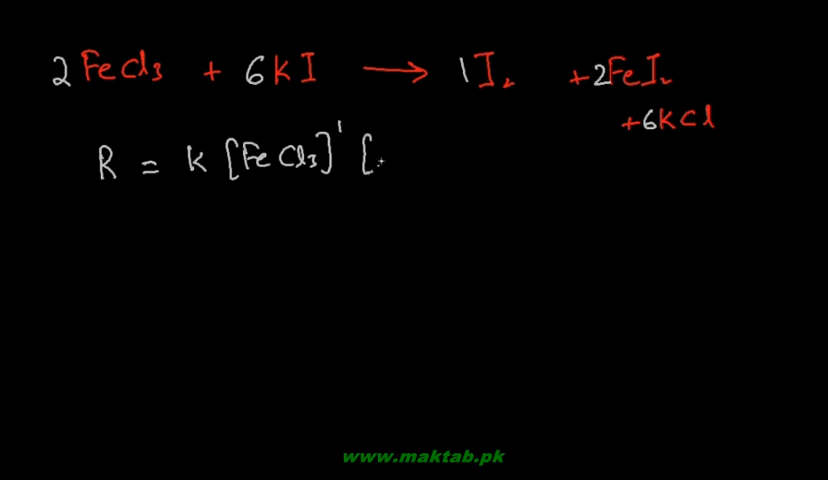 2FeCl₃ + 6KI → 1I₂ + 2FeI₂
+6KCl
R = K [FeCl₃]¹ [
www.maktab.pk